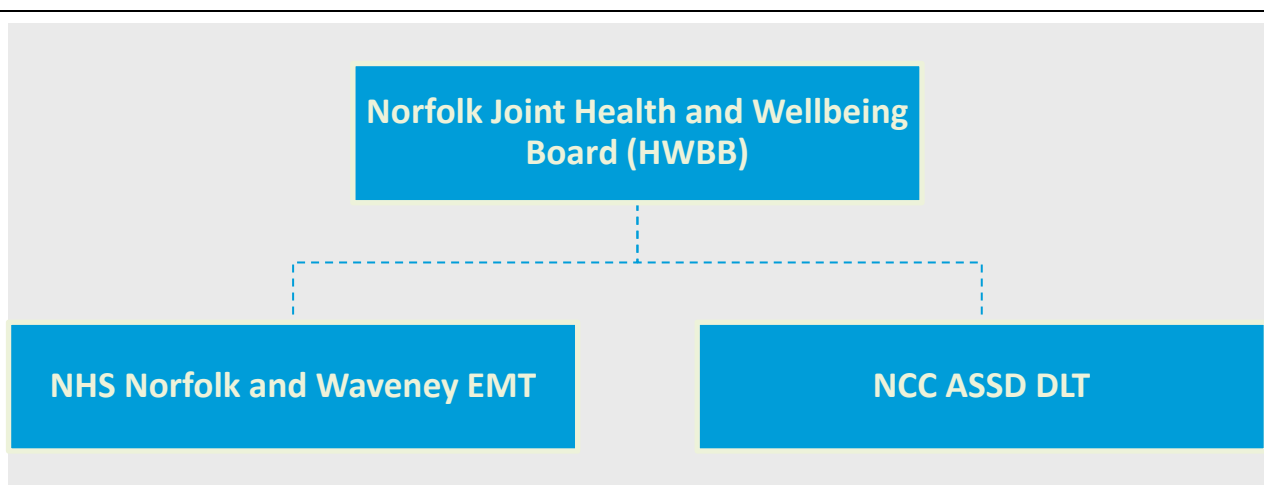 Norfolk Joint Health and Wellbeing
Board (HWBB)
NHS Norfolk and Waveney EMT
NCC ASSD DLT